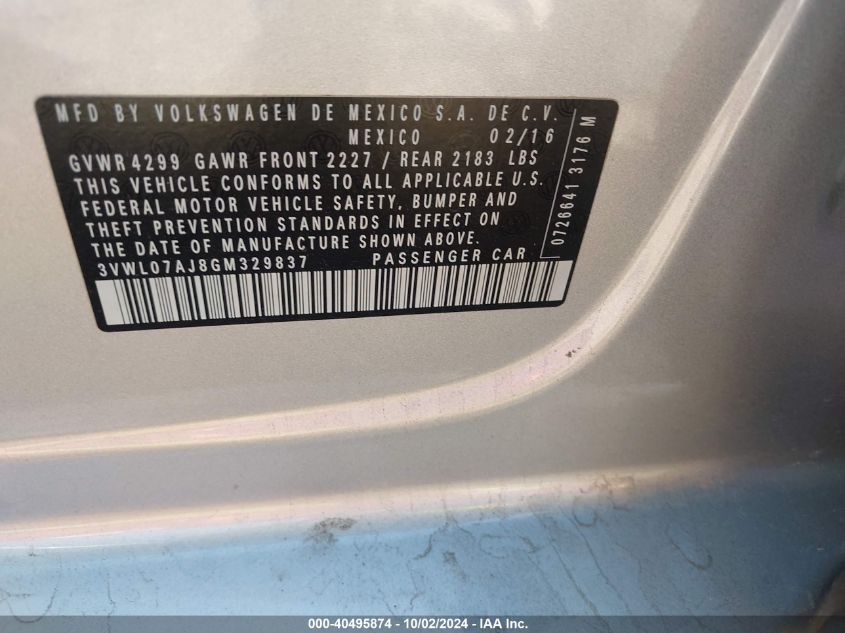 MFD BY VOLKSWAGEN DE MEXICO S.A. DE C.V.
MEXICO 02/16
GVWR 4299 GAWR FRONT 2227 / REAR 2183 LBS
THIS VEHICLE CONFORMS TO ALL APPLICABLE U.S.
FEDERAL MOTOR VEHICLE SAFETY, BUMPER AND
THEFT PREVENTION STANDARDS IN EFFECT ON
THE DATE OF MANUFACTURE SHOWN ABOVE.
3VWL07AJ8GM329837 PASSENGER CAR
0726641 3176 M
000-40495874 - 10/02/2024 - IAA Inc.